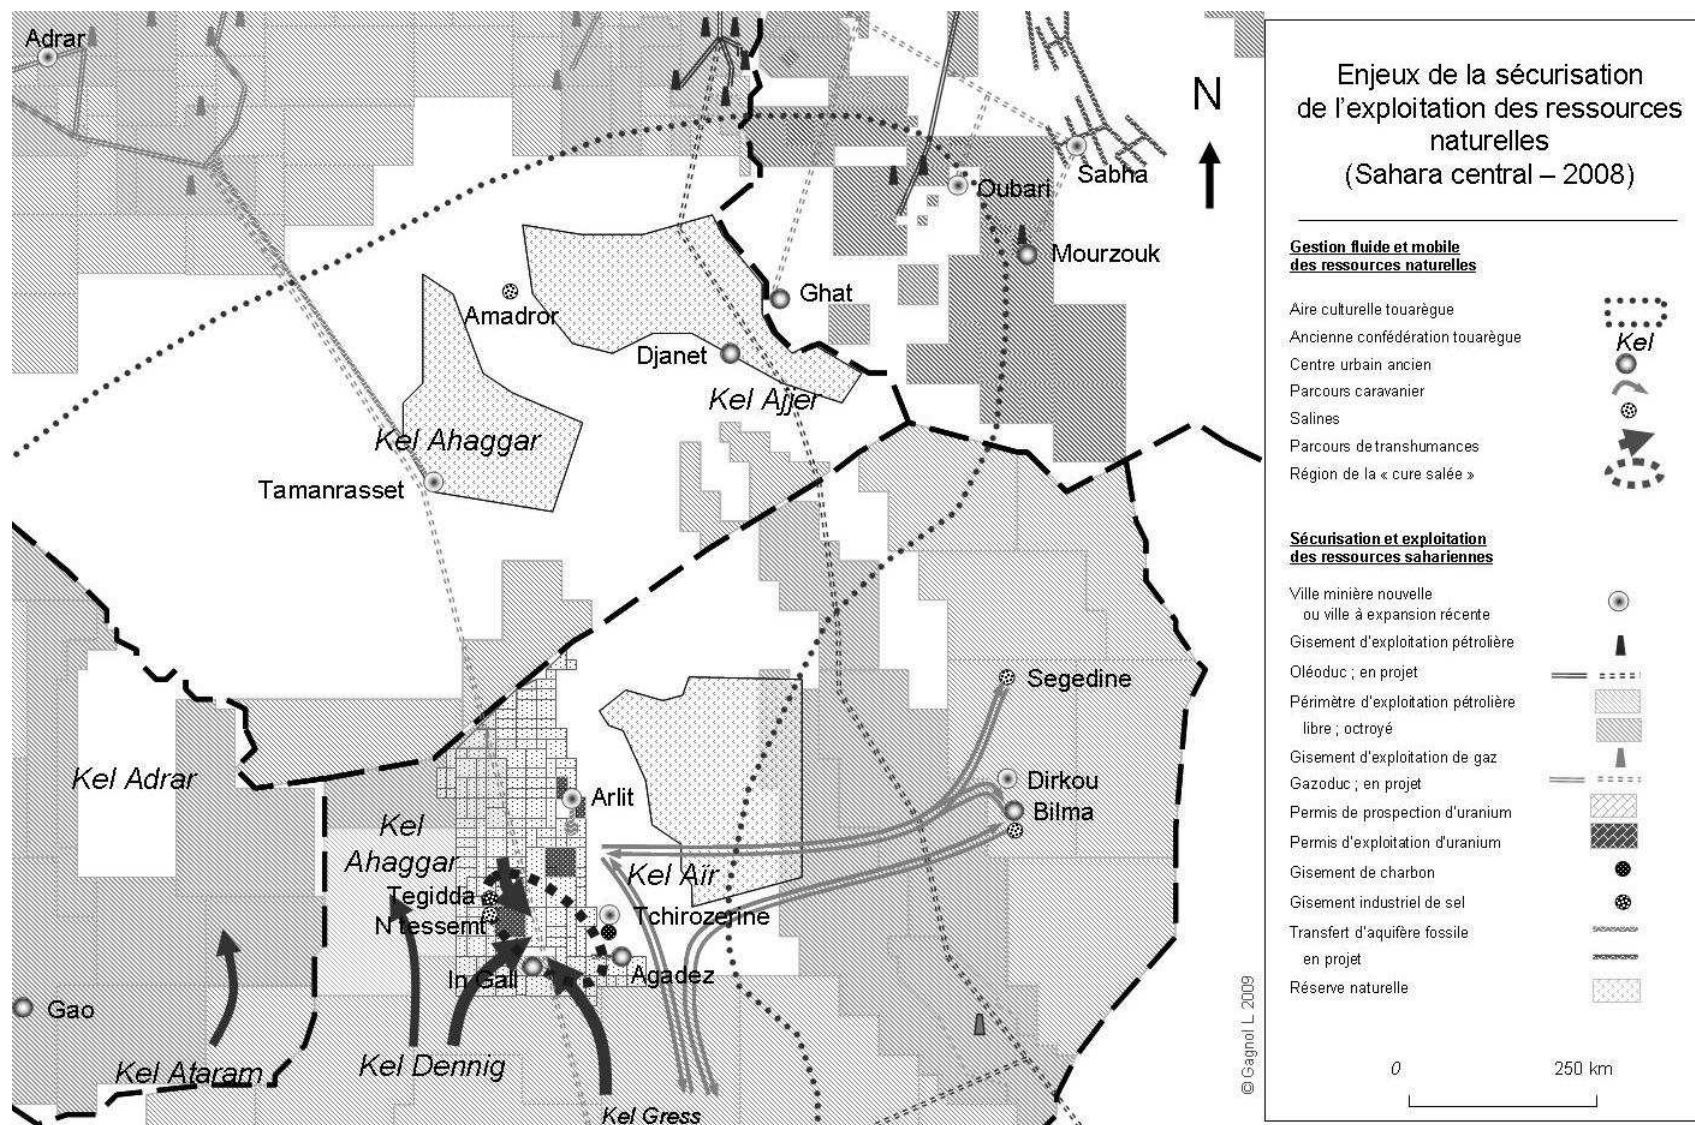 Adrar
N
Sabha
Oubari
Mourzouk
Ghat
Amadror
Djanet
Kel Ajjer
Kel Ahaggar
Tamanrasset
Segedine
Kel Adrar
Dirkou
Bilma
Arlit
Kel
Ahaggar
Kel Aïr
Tegidda
N'tessemt
Tchirozerine
In Gall
Agadez
Gao
Kel Ataram
Kel Dennig
Kel Gress
© Gagnol L 2009
Enjeux de la sécurisation
de l'exploitation des ressources
naturelles
(Sahara central – 2008)
Gestion fluide et mobile
des ressources naturelles
Aire culturelle touarègue
Ancienne confédération touarègue
Kel
Centre urbain ancien
Parcours caravanier
Salines
Parcours de transhumances
Région de la « cure salée »
Sécurisation et exploitation
des ressources sahariennes
Ville minière nouvelle
ou ville à expansion récente
Gisement d'exploitation pétrolière
Oléoduc ; en projet
Périmètre d'exploitation pétrolière
libre ; octroyé
Gisement d'exploitation de gaz
Gazoduc ; en projet
Permis de prospection d'uranium
Permis d'exploitation d'uranium
Gisement de charbon
Gisement industriel de sel
Transfert d'aquifère fossile
en projet
Réserve naturelle
0 250 km